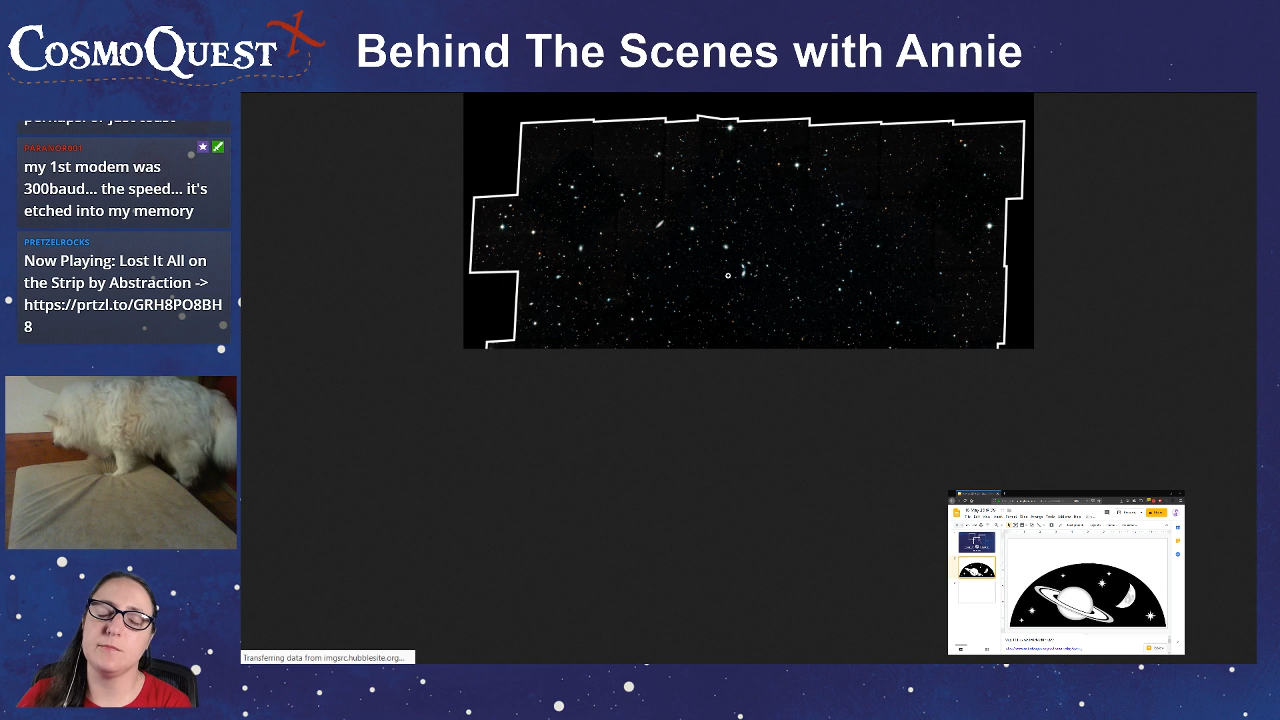 COSMOQUEST X
Behind The Scenes with Annie
PARANOR001
my 1st modem was
300baud... the speed... it's
etched into my memory
PRETZELROCKS
Now Playing: Lost It All on
the Strip by Abstraction ->
https://prtzl.to/GRH8PO8BH
8
Transferring data from imgsrc.hubblesite.org...